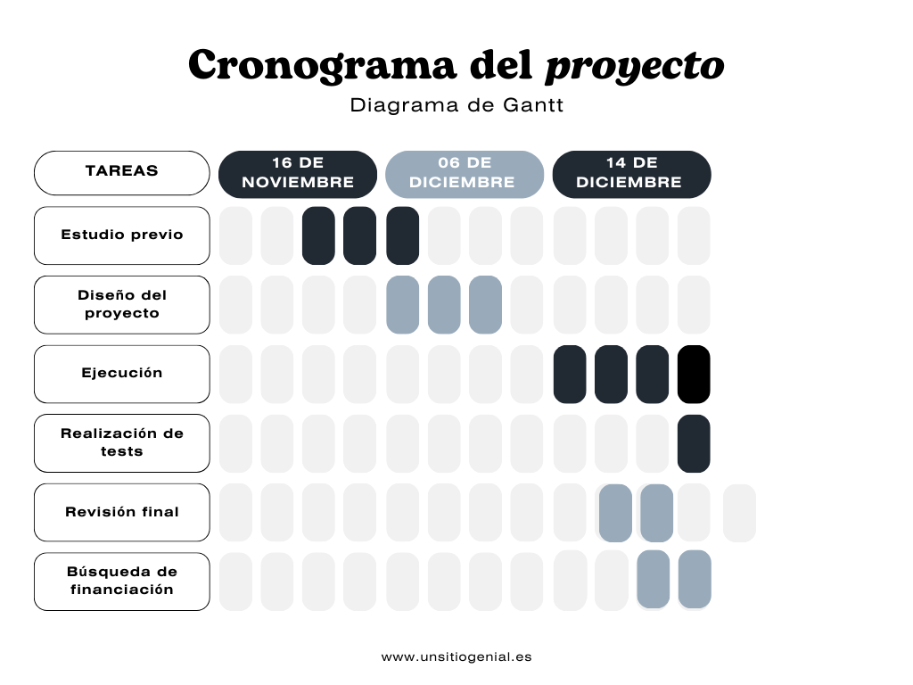 Cronograma del proyecto
Diagrama de Gantt
TAREAS
16 DE
NOVIEMBRE
06 DE
DICIEMBRE
14 DE
DICIEMBRE
Estudio previo
Diseño del
proyecto
Ejecución
Realización de
tests
Revisión final
Búsqueda de
financiación
www.unsitiogenial.es